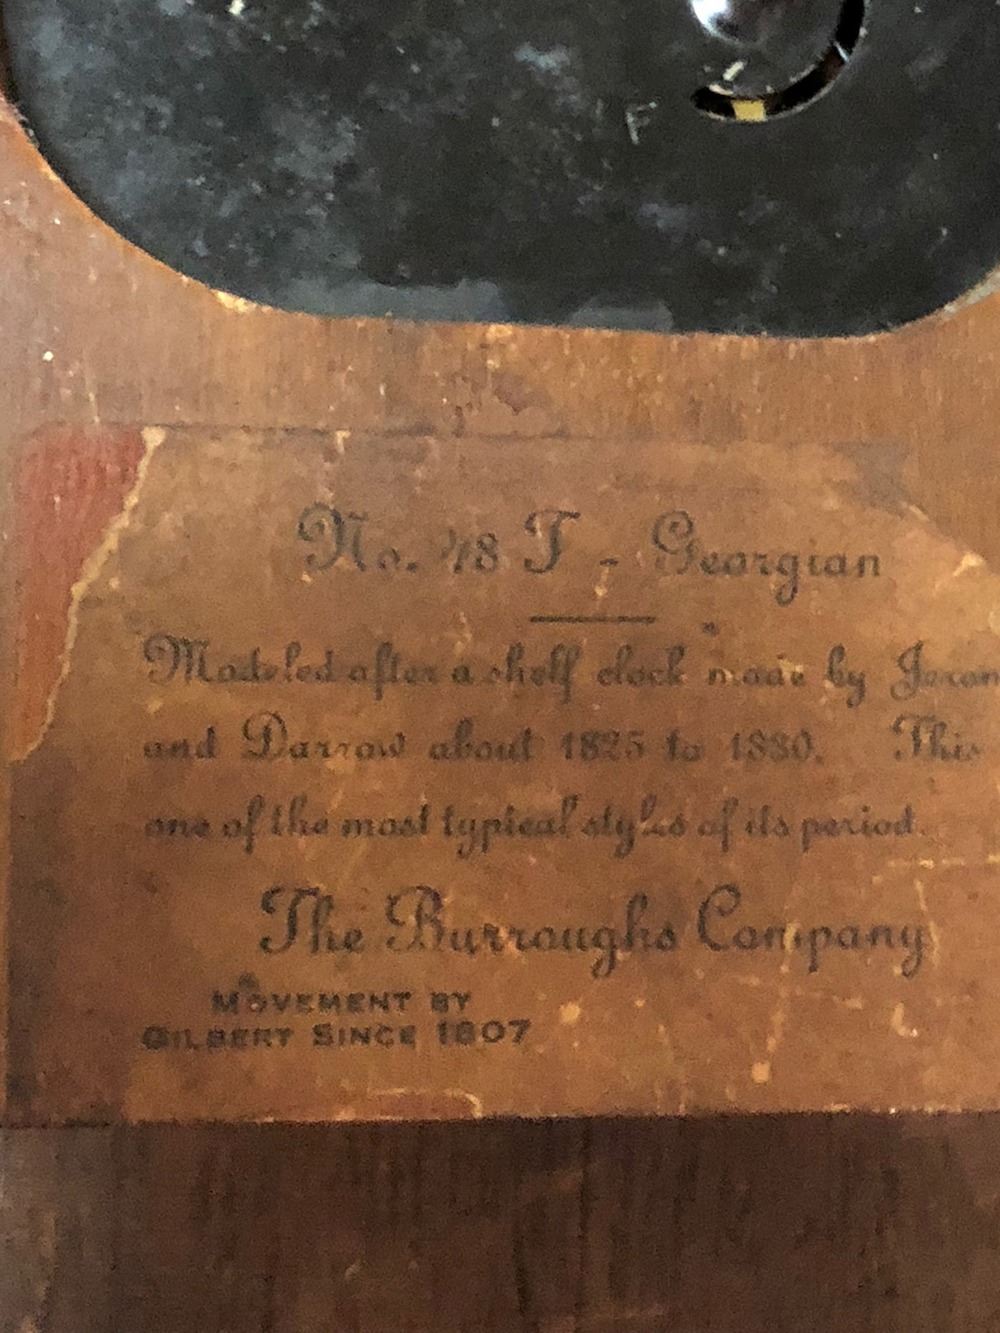 No. 48 T - Georgian
Modeled after a shelf clock made by
and Darrow about 1825 to 1830. This
one of the most typical styles of its period.
The Burroughs Company
MOVEMENT BY
GILBERT SINCE 1807